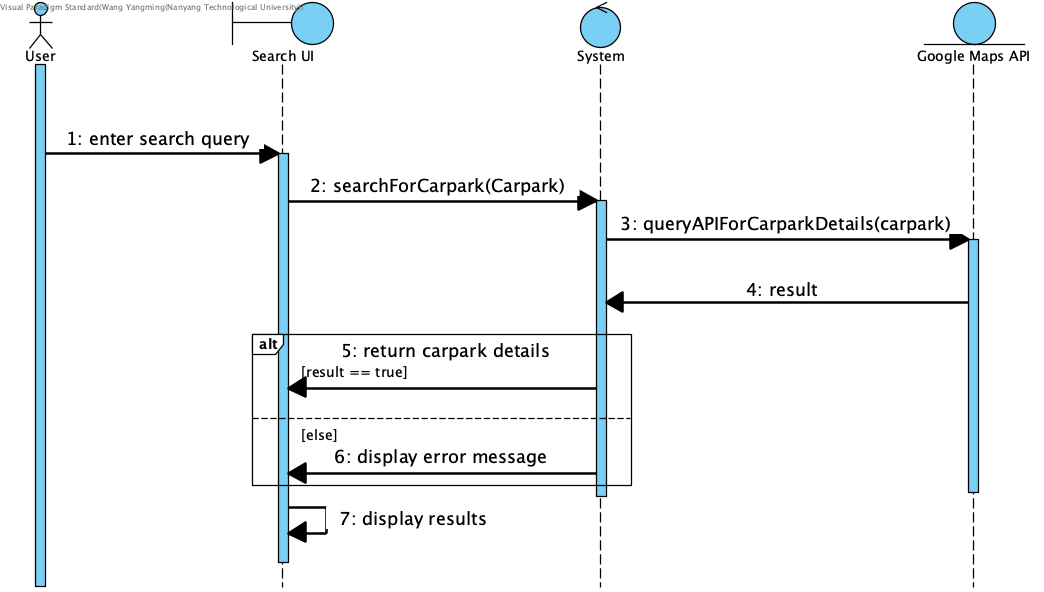 Visual Paradigm Standard(Wang Yangming(Nanyang Technological University))
User
Search UI
System
Google Maps API
1: enter search query
2: searchForCarpark(Carpark)
3: queryAPIForCarparkDetails(carpark)
4: result
alt
5: return carpark details
[result == true]
[else]
6: display error message
7: display results